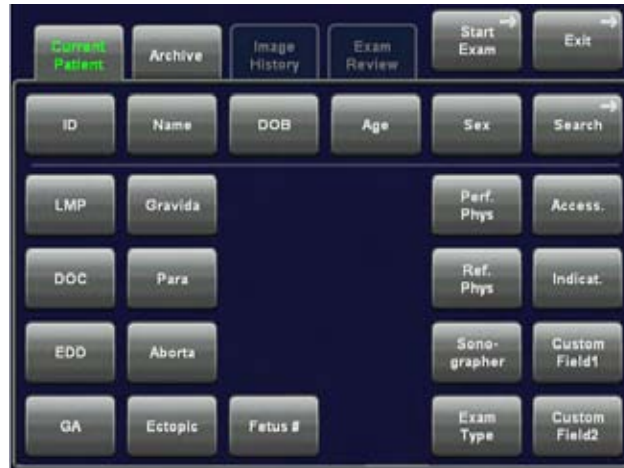 Current
Patient
Archive
Image
History
Exam
Review
Start
Exam
Exit
ID
Name
DOB
Age
Sex
Search
LMP
Gravida
Perf.
Phys
Access.
DOC
Para
Ref.
Phys
Indicat.
EDD
Aborta
Sono-
grapher
Custom
Field1
GA
Ectopic
Fetus #
Exam
Type
Custom
Field2